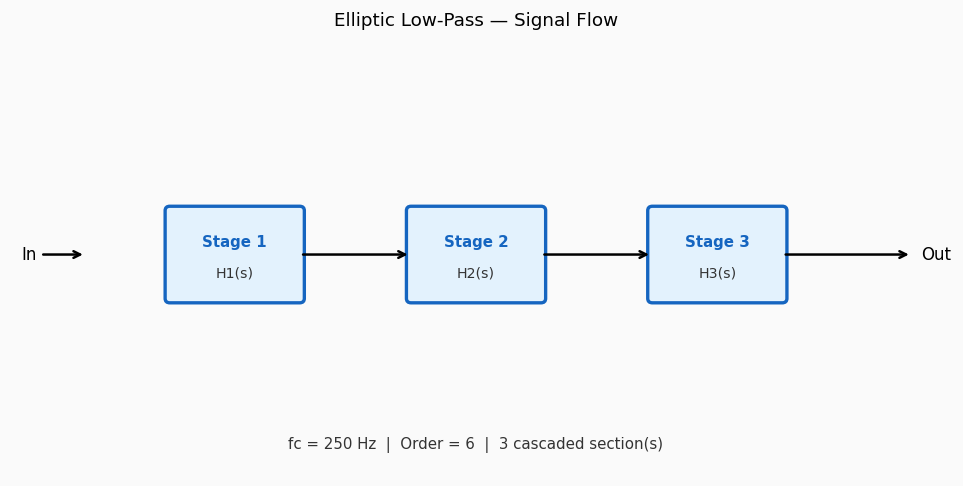 Elliptic Low-Pass — Signal Flow
In
Stage 1
H1(s)
Stage 2
H2(s)
Stage 3
H3(s)
Out
fc = 250 Hz | Order = 6 | 3 cascaded section(s)